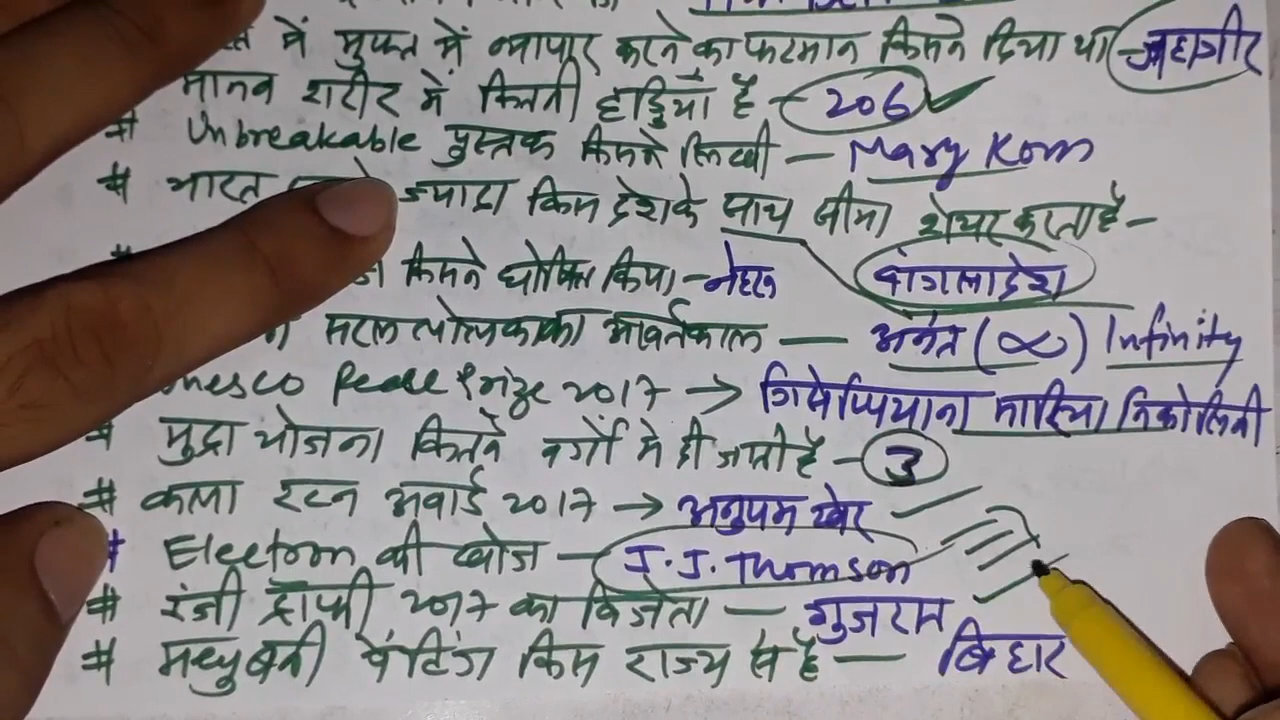 में मुफ्त में व्यापार करने का फरमान किसने दिया था - जहाँगीर
मानव शरीर में कितनी हड्डियाँ है - 206
# Unbreakable पुस्तक किसने लिखी - Mary Kom
# भारत ज्यादा किस देश के साथ सीमा शेयर करता है -
किसने घोषित किया - नेहरू बांगलादेश
सरल लोलक का आवर्तकाल - अनंत (∞) Infinity
Peace Prize 2017 → गिसेप्पियाना मारिया निकोलिनी
# मुद्रा योजना कितने वर्गों मे दी जाती है - 3
# कला रत्न अवार्ड 2017 → अनुपम खेर
# Electron की खोज - J. J. Thomson
# रंजी ट्रॉफी 2017 का विजेता - गुजरात
# मधुबनी पेंटिंग किस राज्य से है - बिहार